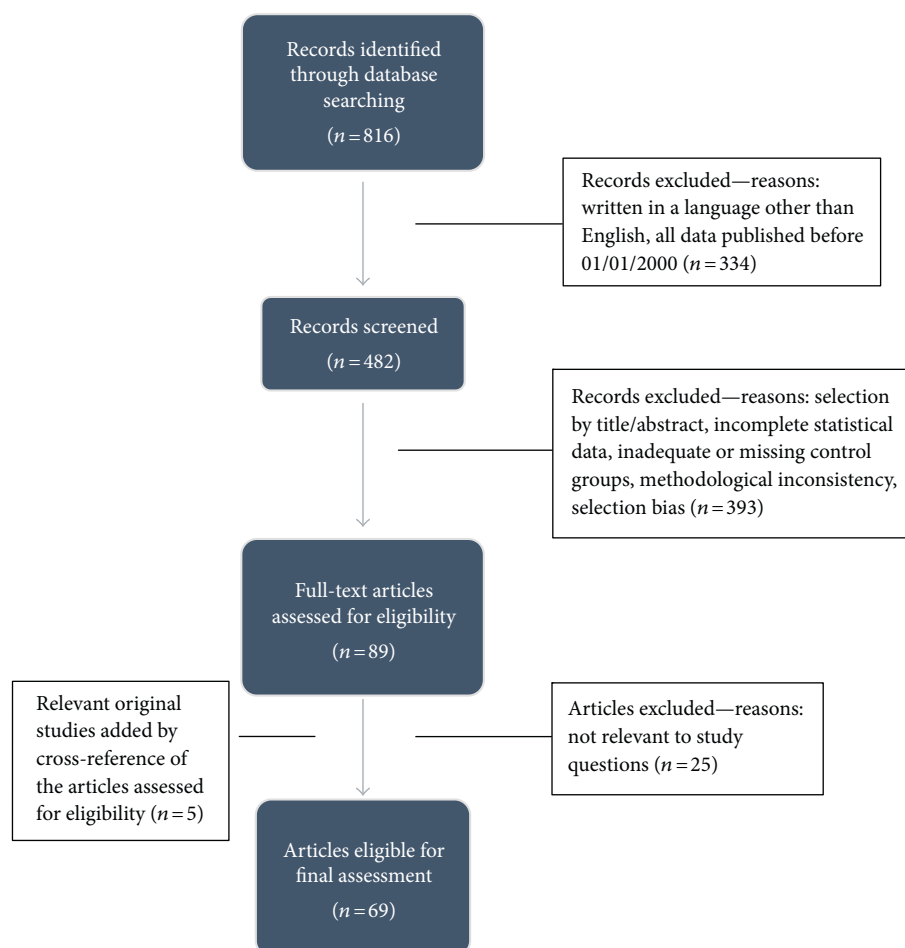 Records identified
through database
searching
(n = 816)
Records excluded—reasons:
written in a language other than
English, all data published before
01/01/2000 (n = 334)
Records screened
(n = 482)
Records excluded—reasons: selection
by title/abstract, incomplete statistical
data, inadequate or missing control
groups, methodological inconsistency,
selection bias (n = 393)
Full-text articles
assessed for eligibility
(n = 89)
Relevant original
studies added by
cross-reference of
the articles assessed
for eligibility (n = 5)
Articles excluded—reasons:
not relevant to study
questions (n = 25)
Articles eligible for
final assessment
(n = 69)